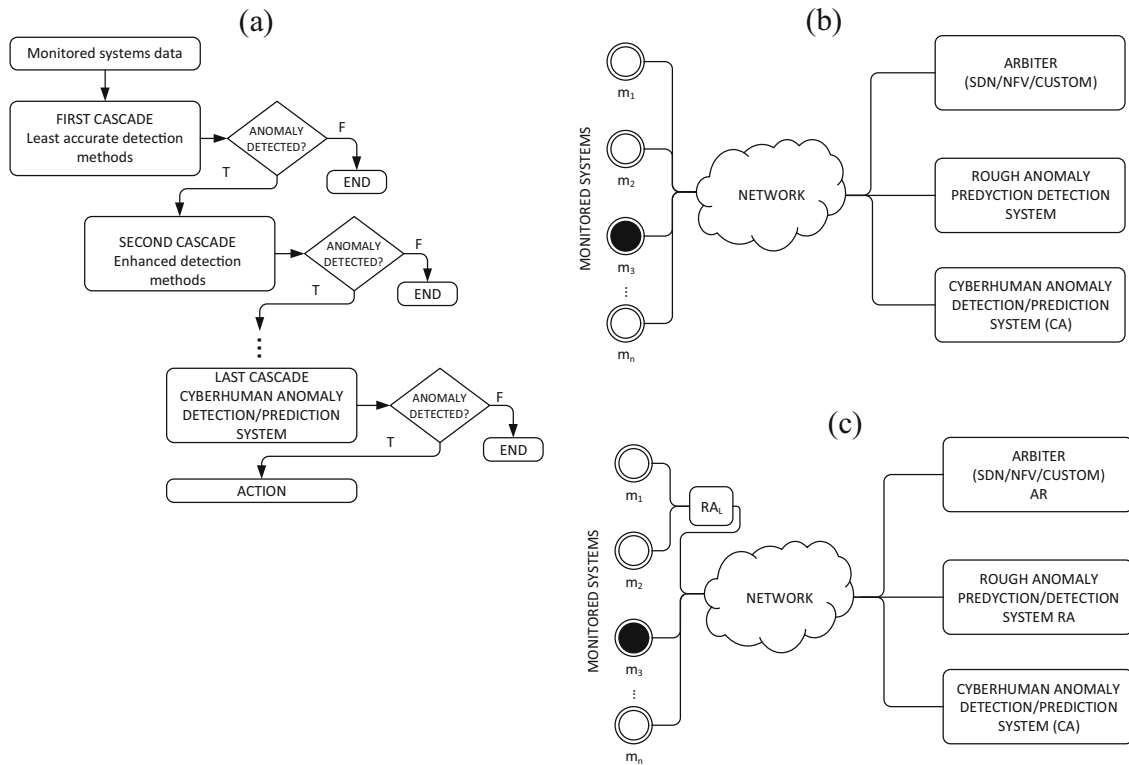 (a)
Monitored systems data
FIRST CASCADE
Least accurate detection
methods
ANOMALY
DETECTED?
F
T
END
SECOND CASCADE
Enhanced detection
methods
ANOMALY
DETECTED?
F
T
END
LAST CASCADE
CYBERHUMAN ANOMALY
DETECTION/PREDICTION
SYSTEM
ANOMALY
DETECTED?
F
T
END
ACTION
(b)
MONITORED SYSTEMS
m1
m2
m3
...
mn
NETWORK
ARBITER
(SDN/NFV/CUSTOM)
ROUGH ANOMALY
PREDYCTION DETECTION
SYSTEM
CYBERHUMAN ANOMALY
DETECTION/PREDICTION
SYSTEM (CA)
(c)
MONITORED SYSTEMS
m1
m2
m3
...
mn
RAL
NETWORK
ARBITER
(SDN/NFV/CUSTOM)
AR
ROUGH ANOMALY
PREDYCTION/DETECTION
SYSTEM RA
CYBERHUMAN ANOMALY
DETECTION/PREDICTION
SYSTEM (CA)